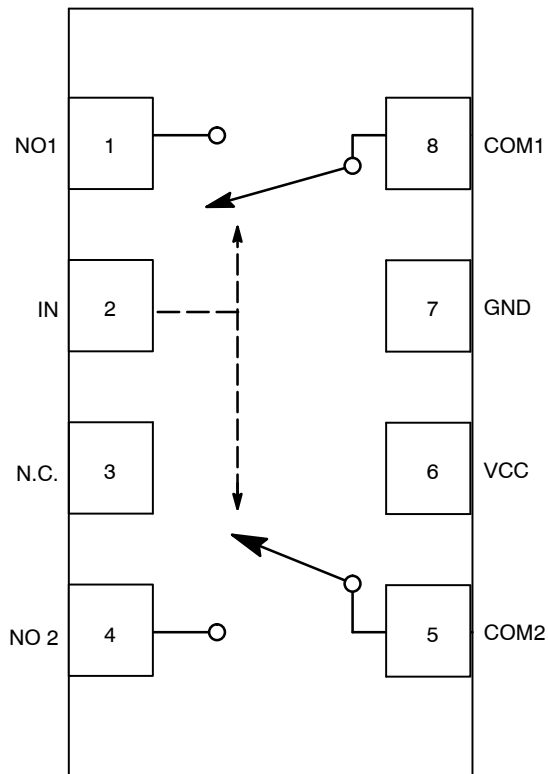 NO1 1 8 COM1
IN 2 7 GND
N.C. 3 6 VCC
NO 2 4 5 COM2